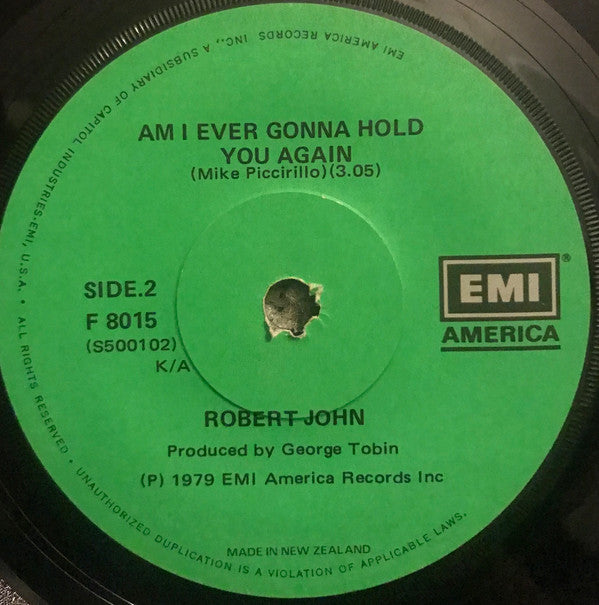 EMI AMERICA RECORDS INC., A SUBSIDIARY OF CAPITOL INDUSTRIES-EMI, U.S.A. • ALL RIGHTS RESERVED • UNAUTHORIZED DUPLICATION IS A VIOLATION OF APPLICABLE LAWS.
AM I EVER GONNA HOLD
YOU AGAIN
(Mike Piccirillo)(3.05)
SIDE.2
F 8015
(S500102)
K/A
EMI®
AMERICA
ROBERT JOHN
Produced by George Tobin
(P) 1979 EMI America Records Inc
MADE IN NEW ZEALAND